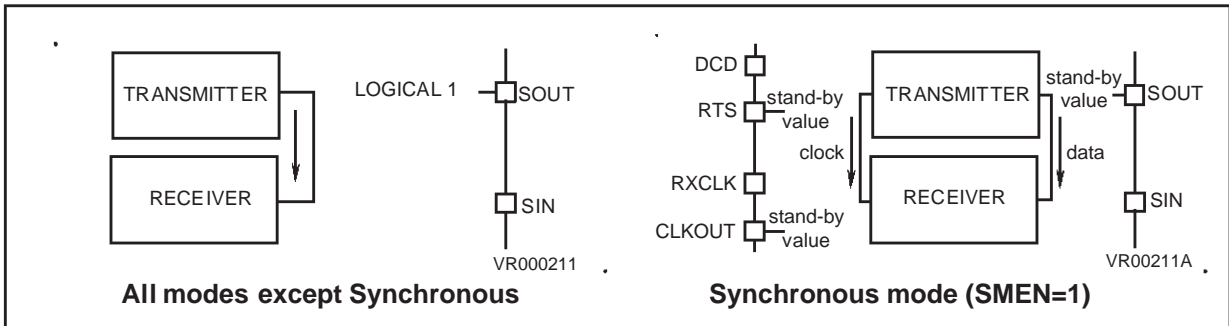 TRANSMITTER
RECEIVER
LOGICAL 1
SOUT
SIN
VR000211
All modes except Synchronous
DCD
RTS
stand-by
value
clock
RXCLK
CLKOUT
stand-by
value
TRANSMITTER
RECEIVER
data
stand-by
value
SOUT
SIN
VR00211A
Synchronous mode (SMEN=1)